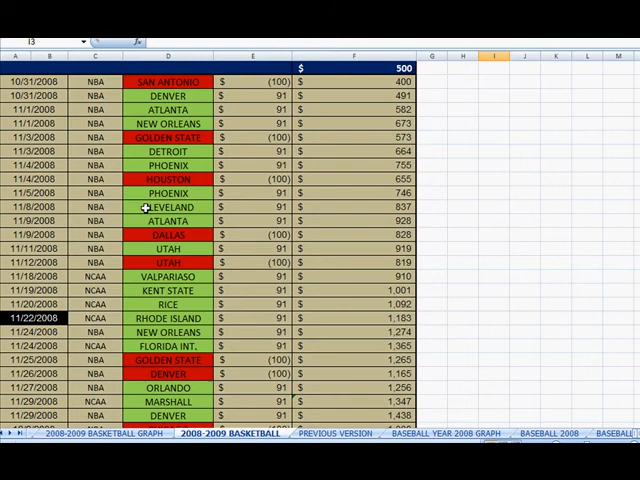 I3 fx
A B C D E F G H I J K L M
$ 500
10/31/2008 NBA SAN ANTONIO $ (100) $ 400
10/31/2008 NBA DENVER $ 91 $ 491
11/1/2008 NBA ATLANTA $ 91 $ 582
11/1/2008 NBA NEW ORLEANS $ 91 $ 673
11/3/2008 NBA GOLDEN STATE $ (100) $ 573
11/3/2008 NBA DETROIT $ 91 $ 664
11/4/2008 NBA PHOENIX $ 91 $ 755
11/4/2008 NBA HOUSTON $ (100) $ 655
11/5/2008 NBA PHOENIX $ 91 $ 746
11/8/2008 NBA CLEVELAND $ 91 $ 837
11/9/2008 NBA ATLANTA $ 91 $ 928
11/9/2008 NBA DALLAS $ (100) $ 828
11/11/2008 NBA UTAH $ 91 $ 919
11/12/2008 NBA UTAH $ (100) $ 819
11/18/2008 NCAA VALPARIASO $ 91 $ 910
11/19/2008 NCAA KENT STATE $ 91 $ 1,001
11/20/2008 NCAA RICE $ 91 $ 1,092
11/22/2008 NCAA RHODE ISLAND $ 91 $ 1,183
11/24/2008 NBA NEW ORLEANS $ 91 $ 1,274
11/24/2008 NCAA FLORIDA INT. $ 91 $ 1,365
11/25/2008 NBA GOLDEN STATE $ (100) $ 1,265
11/26/2008 NBA DENVER $ (100) $ 1,165
11/27/2008 NBA ORLANDO $ 91 $ 1,256
11/29/2008 NCAA MARSHALL $ 91 $ 1,347
11/29/2008 NBA DENVER $ 91 $ 1,438
2008-2009 BASKETBALL GRAPH 2008-2009 BASKETBALL PREVIOUS VERSION BASEBALL YEAR 2008 GRAPH BASEBALL 2008 BASEBALL